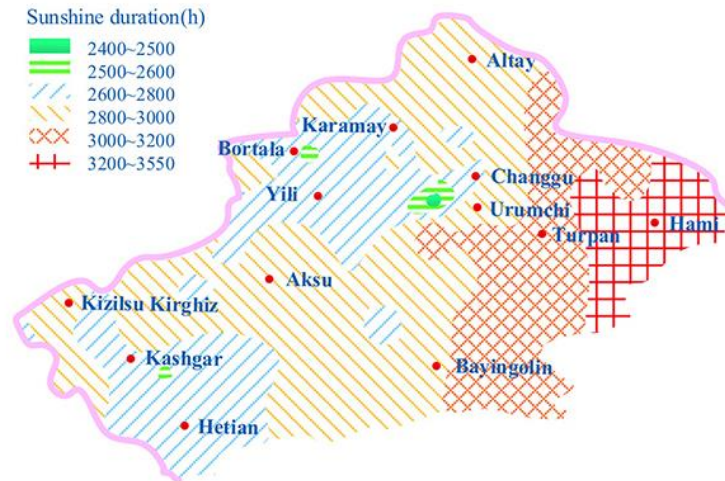 Sunshine duration(h)
2400~2500
2500~2600
2600~2800
2800~3000
3000~3200
3200~3550
Altay
Karamay
Bortala
Changgu
Yili
Urumchi
Hami
Turpan
Aksu
Kizilsu Kirghiz
Kashgar
Bayingolin
Hetian